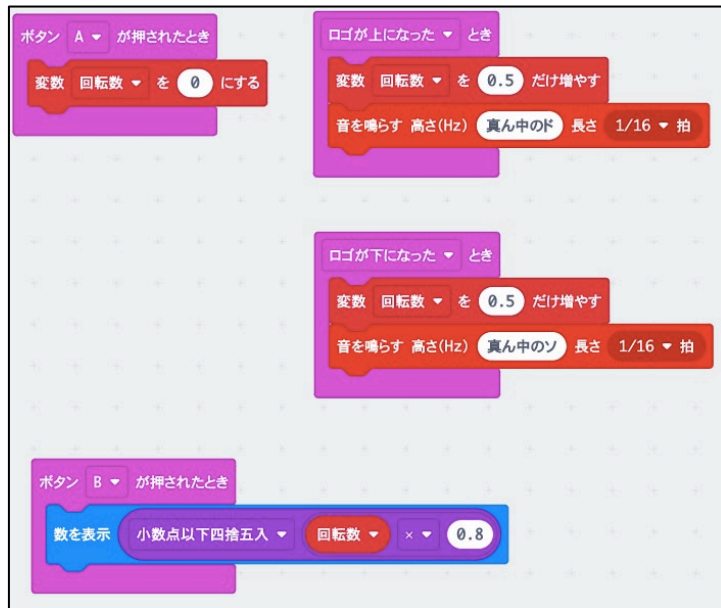 ボタン A が押されたとき
変数 回転数 を 0 にする
ロゴが上になった とき
変数 回転数 を 0.5 だけ増やす
音を鳴らす 高さ(Hz) 真ん中のド 長さ 1/16 拍
ロゴが下になった とき
変数 回転数 を 0.5 だけ増やす
音を鳴らす 高さ(Hz) 真ん中のソ 長さ 1/16 拍
ボタン B が押されたとき
数を表示 小数点以下四捨五入 回転数 × 0.8